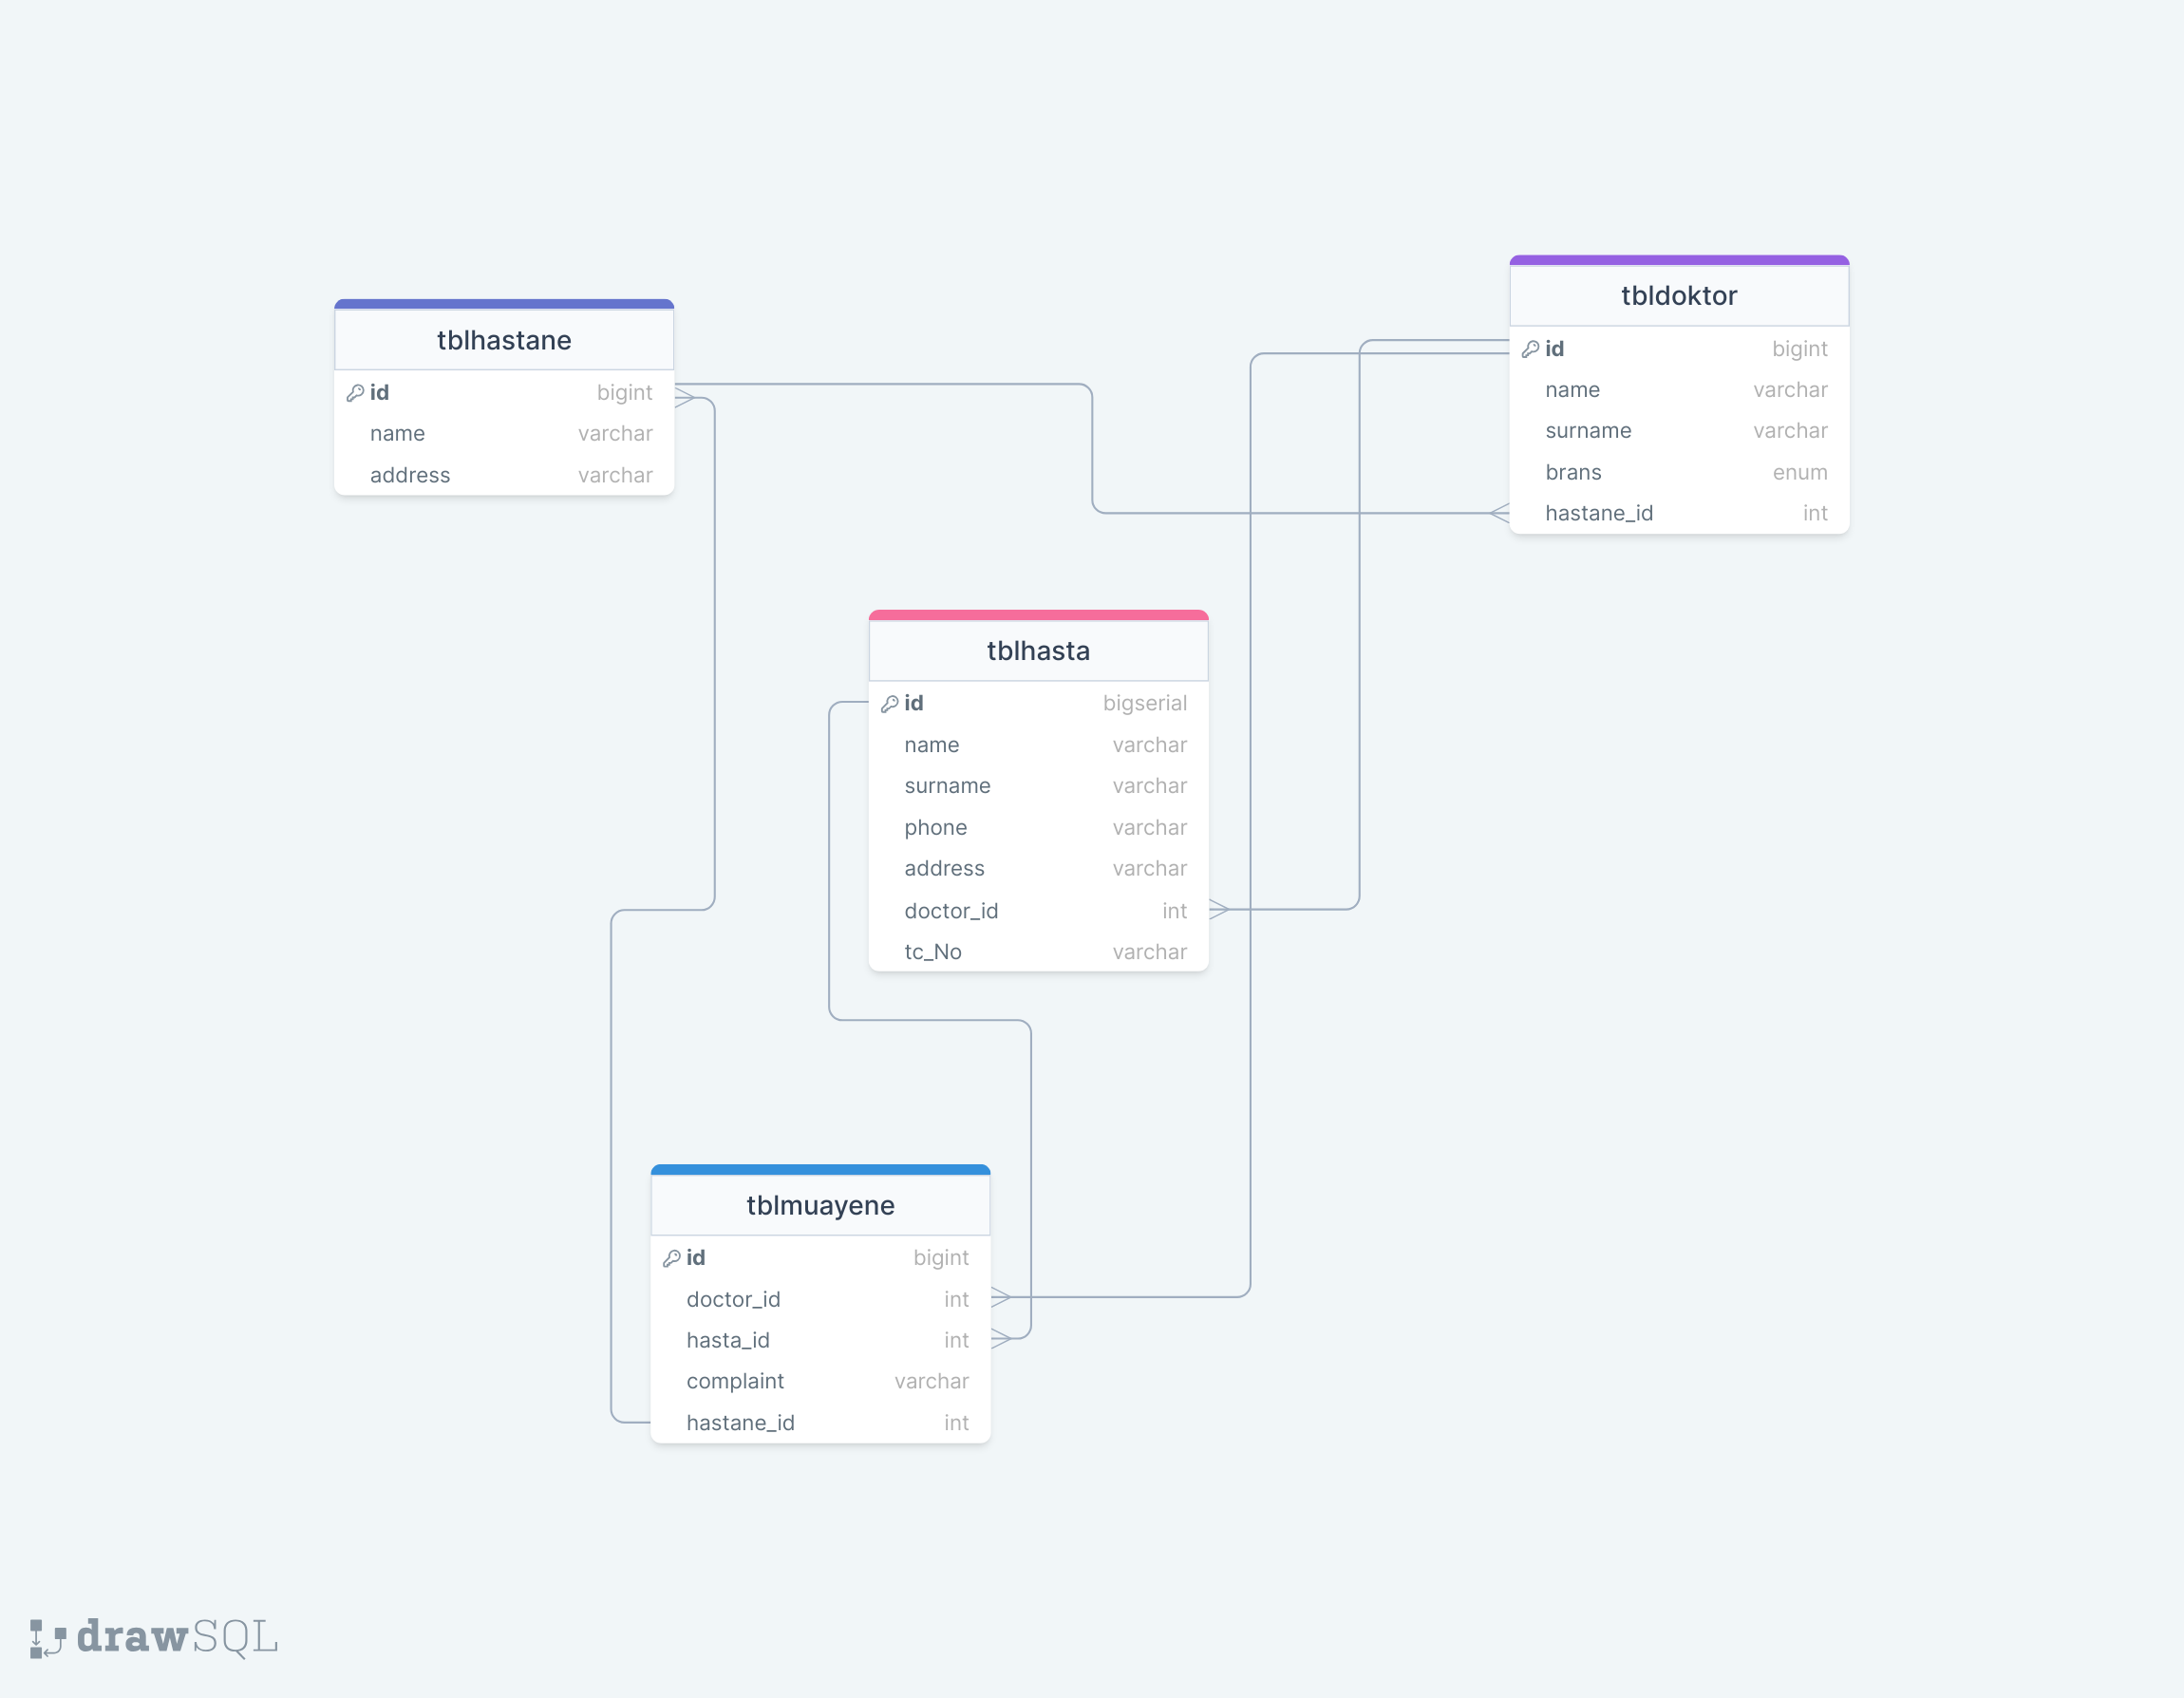 tblhastane
id bigint
name varchar
address varchar
tbldoktor
id bigint
name varchar
surname varchar
brans enum
hastane_id int
tblhasta
id bigserial
name varchar
surname varchar
phone varchar
address varchar
doctor_id int
tc_No varchar
tblmuayene
id bigint
doctor_id int
hasta_id int
complaint varchar
hastane_id int
drawSQL